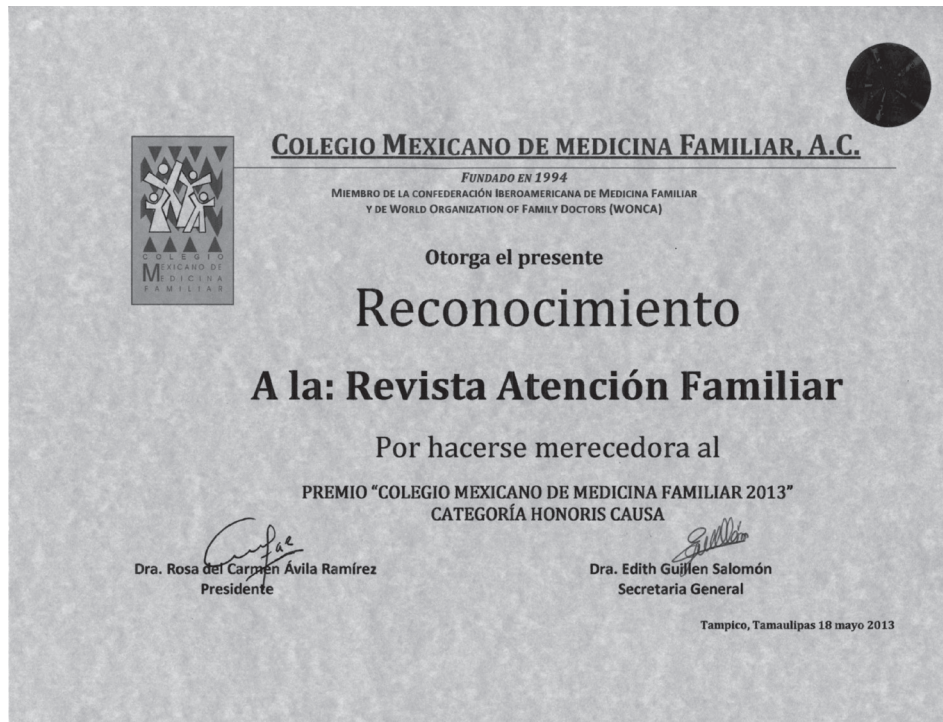 COLEGIO MEXICANO DE MEDICINA FAMILIAR, A.C.
FUNDADO EN 1994
MIEMBRO DE LA CONFEDERACIÓN IBEROAMERICANA DE MEDICINA FAMILIAR
Y DE WORLD ORGANIZATION OF FAMILY DOCTORS (WONCA)
COLEGIO
MEXICANO DE
MEDICINA
FAMILIAR
Otorga el presente
Reconocimiento
A la: Revista Atención Familiar
Por hacerse merecedora al
PREMIO “COLEGIO MEXICANO DE MEDICINA FAMILIAR 2013”
CATEGORÍA HONORIS CAUSA
Dra. Rosa del Carmen Ávila Ramírez
Presidente
Dra. Edith Guillen Salomón
Secretaria General
Tampico, Tamaulipas 18 mayo 2013